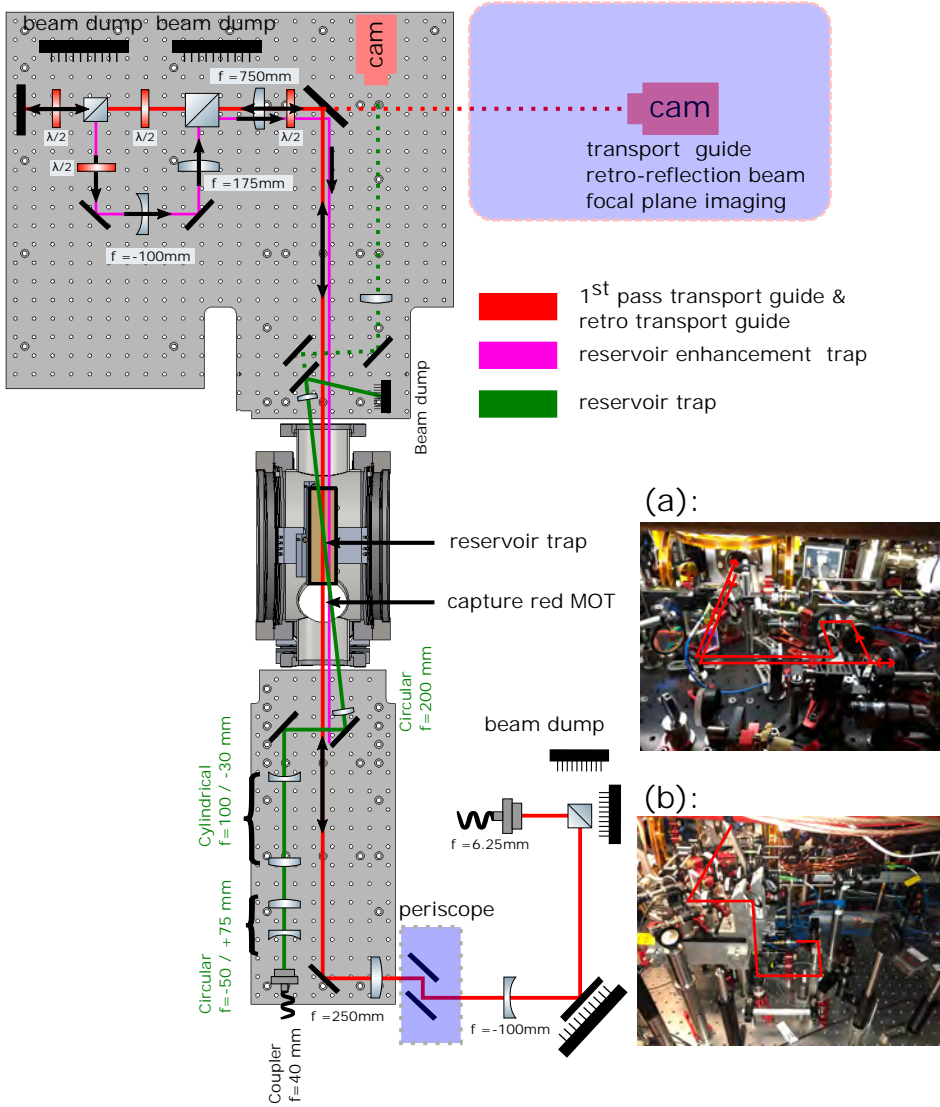 beam dump beam dump
cam
f =750mm
λ/2
λ/2
λ/2
λ/2
f =175mm
f =-100mm
cam
transport guide
retro-reflection beam
focal plane imaging
1st pass transport guide &
retro transport guide
reservoir enhancement trap
reservoir trap
Beam dump
reservoir trap
capture red MOT
(a):
Circular
f=200 mm
beam dump
Cylindrical
f=100 / -30 mm
f =6.25mm
(b):
periscope
Circular
f=-50 / +75 mm
f =250mm
f =-100mm
Coupler
f=40 mm